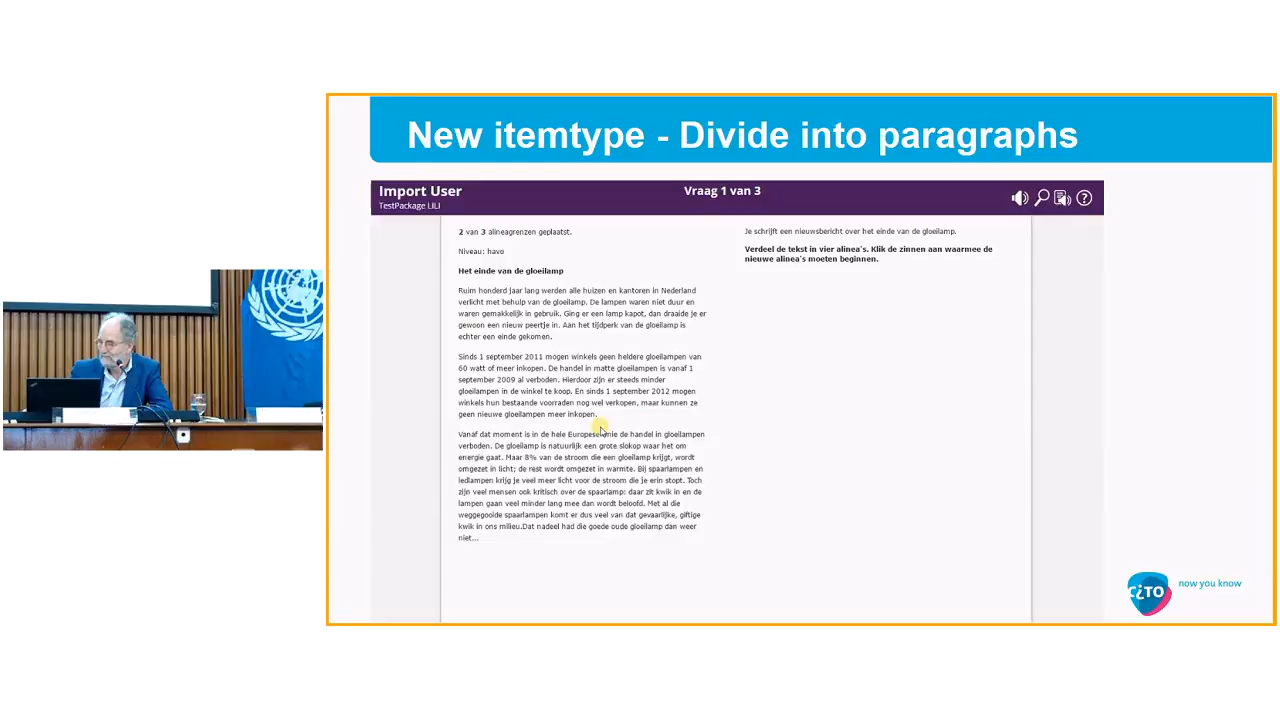 New itemtype - Divide into paragraphs
Import User
TestPackage LILI
Vraag 1 van 3
2 van 3 alineagrenzen geplaatst.
Niveau: havo
Het einde van de gloeilamp
Ruim honderd jaar lang werden alle huizen en kantoren in Nederland
verlicht met behulp van de gloeilamp. De lampen waren niet duur en
waren gemakkelijk in gebruik. Ging er een lamp kapot, dan draaide je er
gewoon een nieuw peertje in. Aan het tijdperk van de gloeilamp is
echter een einde gekomen.
Sinds 1 september 2011 mogen winkels geen heldere gloeilampen van
60 watt of meer inkopen. De handel in matte gloeilampen is vanaf 1
september 2009 al verboden. Hierdoor zijn er steeds minder
gloeilampen in de winkel te koop. En sinds 1 september 2012 mogen
winkels hun bestaande voorraden nog wel verkopen, maar kunnen ze
geen nieuwe gloeilampen meer inkopen.
Vanaf dat moment is in de hele Europese nie de handel in gloeilampen
verboden. De gloeilamp is natuurlijk een grote slokop waar het om
energie gaat. Maar 8% van de stroom die een gloeilamp krijgt, wordt
omgezet in licht; de rest wordt omgezet in warmte. Bij spaarlampen en
ledlampen krijg je veel meer licht voor de stroom die je erin stopt. Toch
zijn veel mensen ook kritisch over de spaarlamp: daar zit kwik in en de
lampen gaan veel minder lang mee dan wordt beloofd. Met al die
weggegooide spaarlampen komt er dus veel van dat gevaarlijke, giftige
kwik in ons milieu.Dat nadeel had die goede oude gloeilamp dan weer
niet...
Je schrijft een nieuwsbericht over het einde van de gloeilamp.
Verdeel de tekst in vier alinea's. Klik de zinnen aan waarmee de
nieuwe alinea's moeten beginnen.
CiTO
now you know